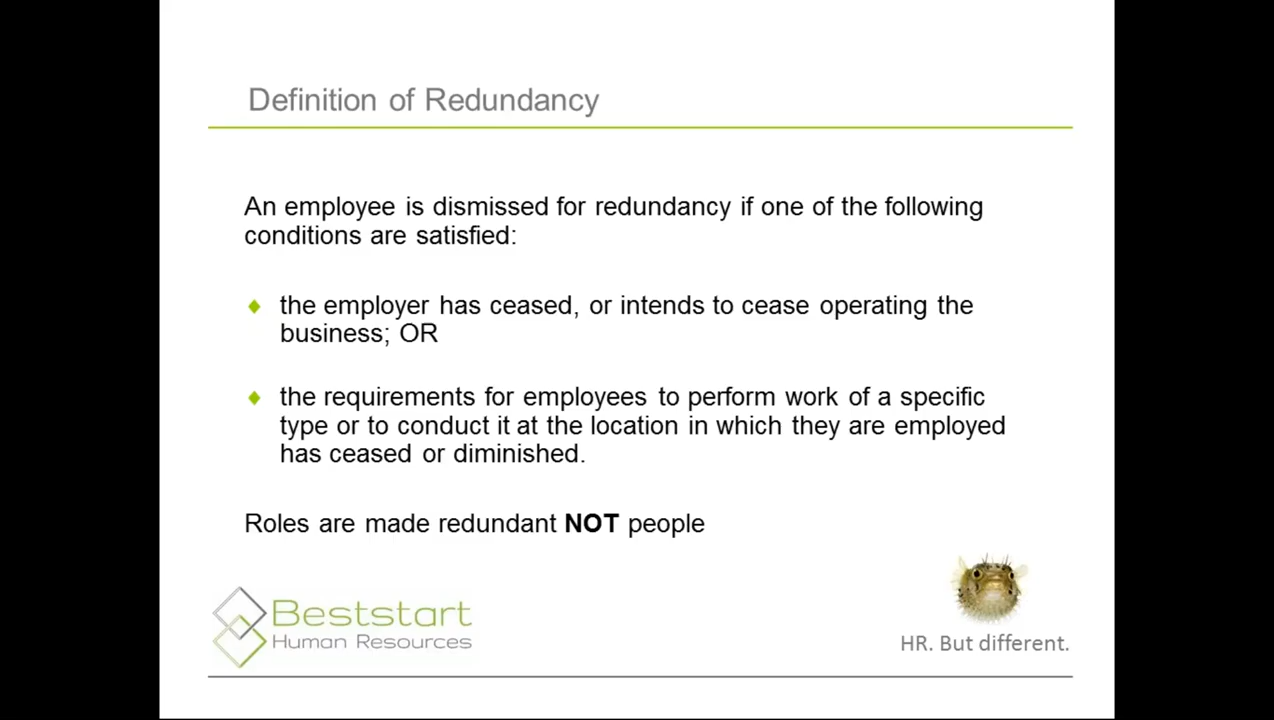 Definition of Redundancy
An employee is dismissed for redundancy if one of the following
conditions are satisfied:
the employer has ceased, or intends to cease operating the
business; OR
the requirements for employees to perform work of a specific
type or to conduct it at the location in which they are employed
has ceased or diminished.
Roles are made redundant NOT people
Beststart
Human Resources
HR. But different.